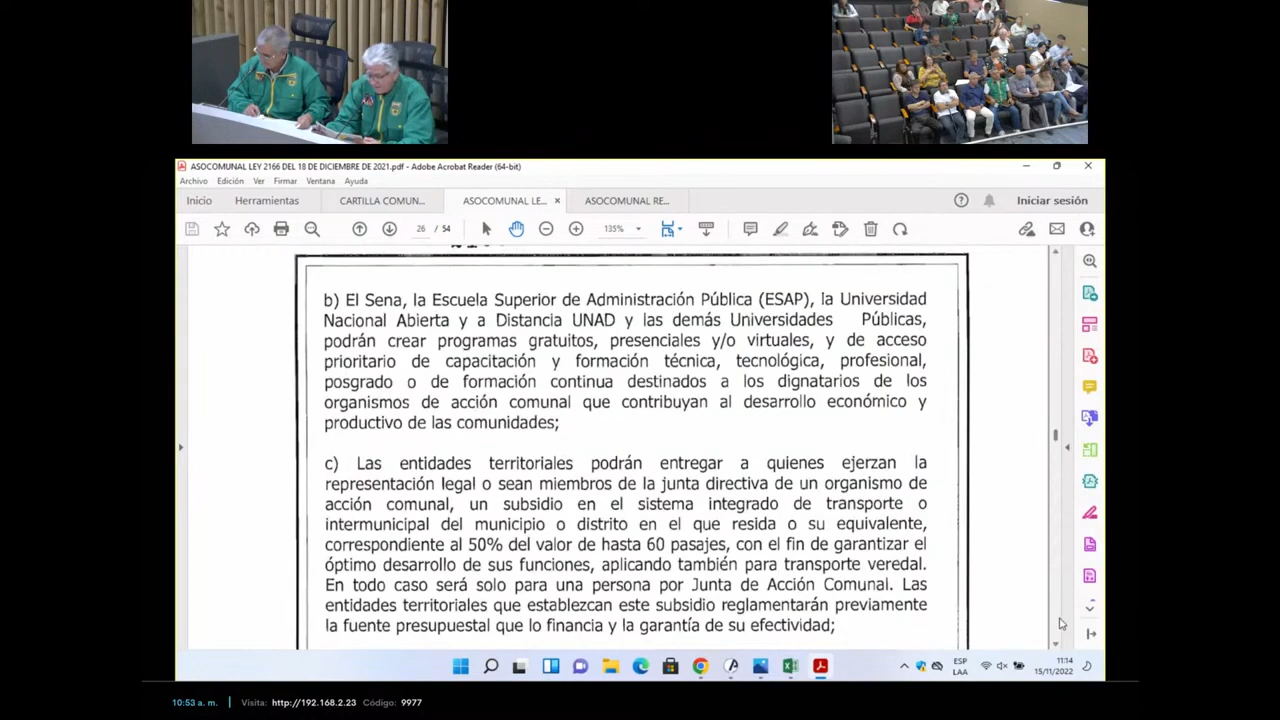 ASOCOMUNAL LEY 2166 DEL 18 DE DICIEMBRE DE 2021.pdf - Adobe Acrobat Reader (64-bit)
Archivo Edición Ver Firmar Ventana Ayuda
Inicio Herramientas CARTILLA COMUN... ASOCOMUNAL LE... × ASOCOMUNAL RE... Iniciar sesión
26 / 54 135%
b) El Sena, la Escuela Superior de Administración Pública (ESAP), la Universidad
Nacional Abierta y a Distancia UNAD y las demás Universidades Públicas,
podrán crear programas gratuitos, presenciales y/o virtuales, y de acceso
prioritario de capacitación y formación técnica, tecnológica, profesional,
posgrado o de formación continua destinados a los dignatarios de los
organismos de acción comunal que contribuyan al desarrollo económico y
productivo de las comunidades;
c) Las entidades territoriales podrán entregar a quienes ejerzan la
representación legal o sean miembros de la junta directiva de un organismo de
acción comunal, un subsidio en el sistema integrado de transporte o
intermunicipal del municipio o distrito en el que resida o su equivalente,
correspondiente al 50% del valor de hasta 60 pasajes, con el fin de garantizar el
óptimo desarrollo de sus funciones, aplicando también para transporte veredal.
En todo caso será solo para una persona por Junta de Acción Comunal. Las
entidades territoriales que establezcan este subsidio reglamentarán previamente
la fuente presupuestal que lo financia y la garantía de su efectividad;
ESP
LAA
11:14
15/11/2022
10:53 a. m. | Visita: http://192.168.2.23 Código: 9977